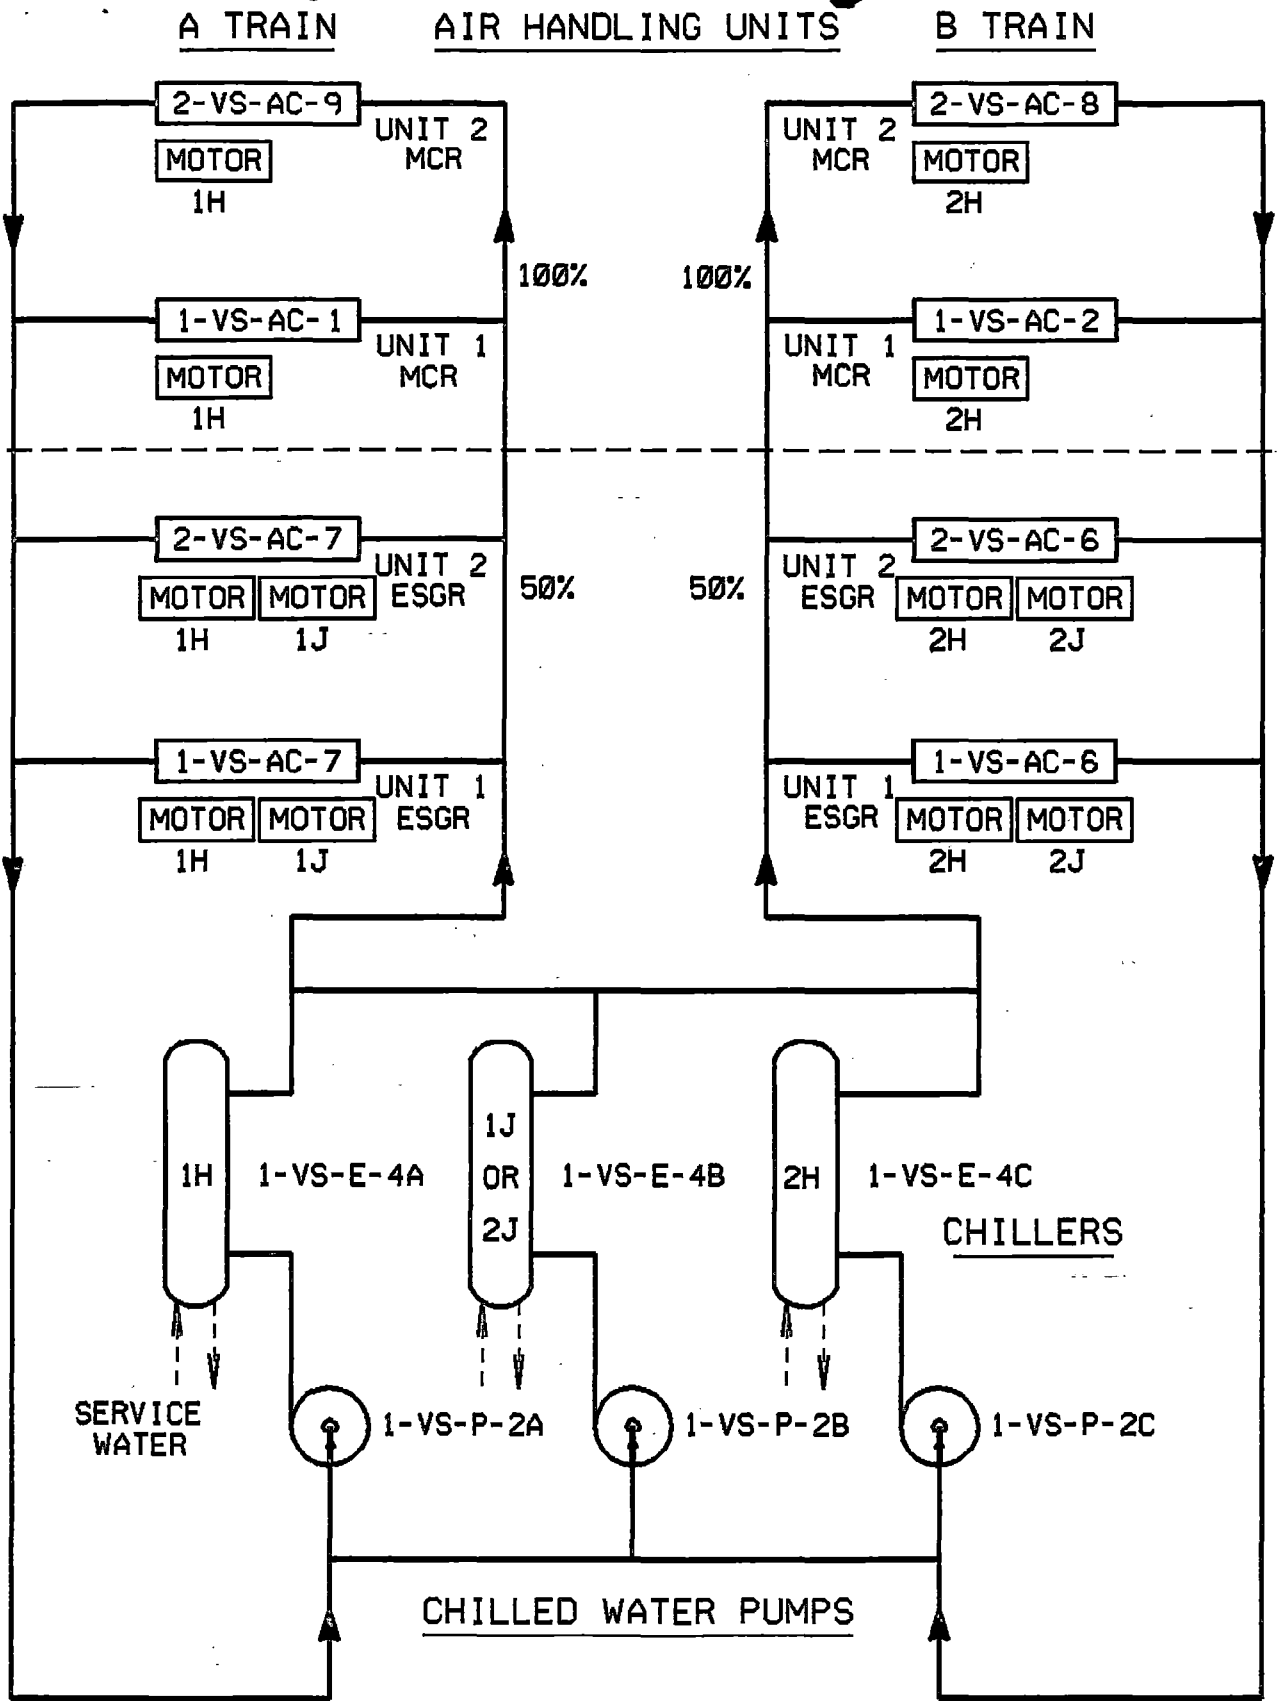 A TRAIN
AIR HANDLING UNITS
B TRAIN
2-VS-AC-9
UNIT 2
MCR
MOTOR
1H
UNIT 2
MCR
2-VS-AC-8
MOTOR
2H
100%
100%
1-VS-AC-1
UNIT 1
MCR
MOTOR
1H
UNIT 1
MCR
1-VS-AC-2
MOTOR
2H
2-VS-AC-7
UNIT 2
ESGR
MOTOR
MOTOR
1H
1J
50%
50%
UNIT 2
ESGR
2-VS-AC-6
MOTOR
MOTOR
2H
2J
1-VS-AC-7
UNIT 1
ESGR
MOTOR
MOTOR
1H
1J
UNIT 1
ESGR
1-VS-AC-6
MOTOR
MOTOR
2H
2J
1H
1-VS-E-4A
1J
OR
2J
1-VS-E-4B
2H
1-VS-E-4C
CHILLERS
SERVICE
WATER
1-VS-P-2A
1-VS-P-2B
1-VS-P-2C
CHILLED WATER PUMPS